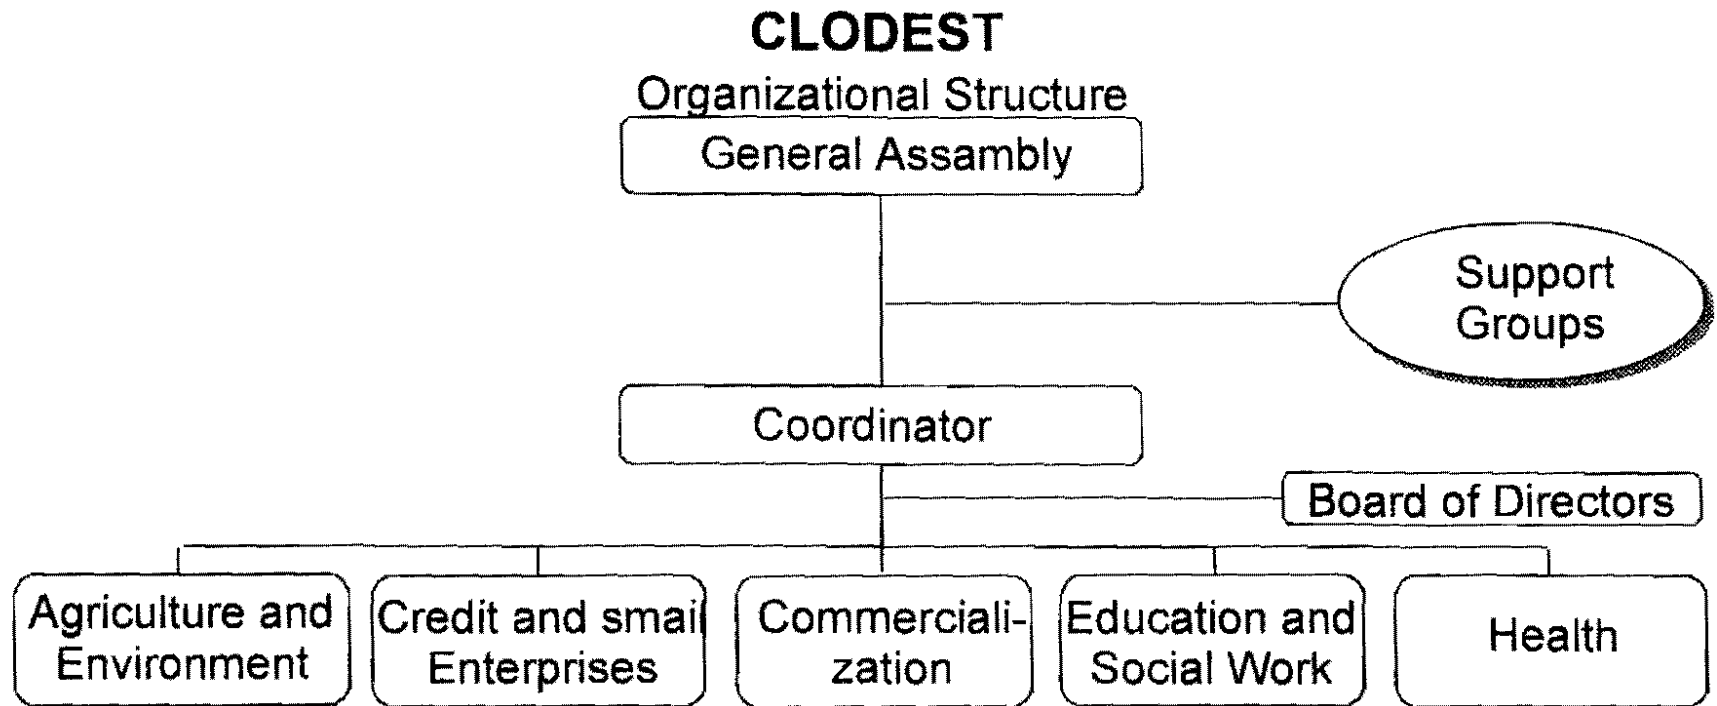 CLODEST
Organizational Structure
General Assambly
Support
Groups
Coordinator
Board of Directors
Agriculture and
Environment
Credit and small
Enterprises
Commerciali-
zation
Education and
Social Work
Health